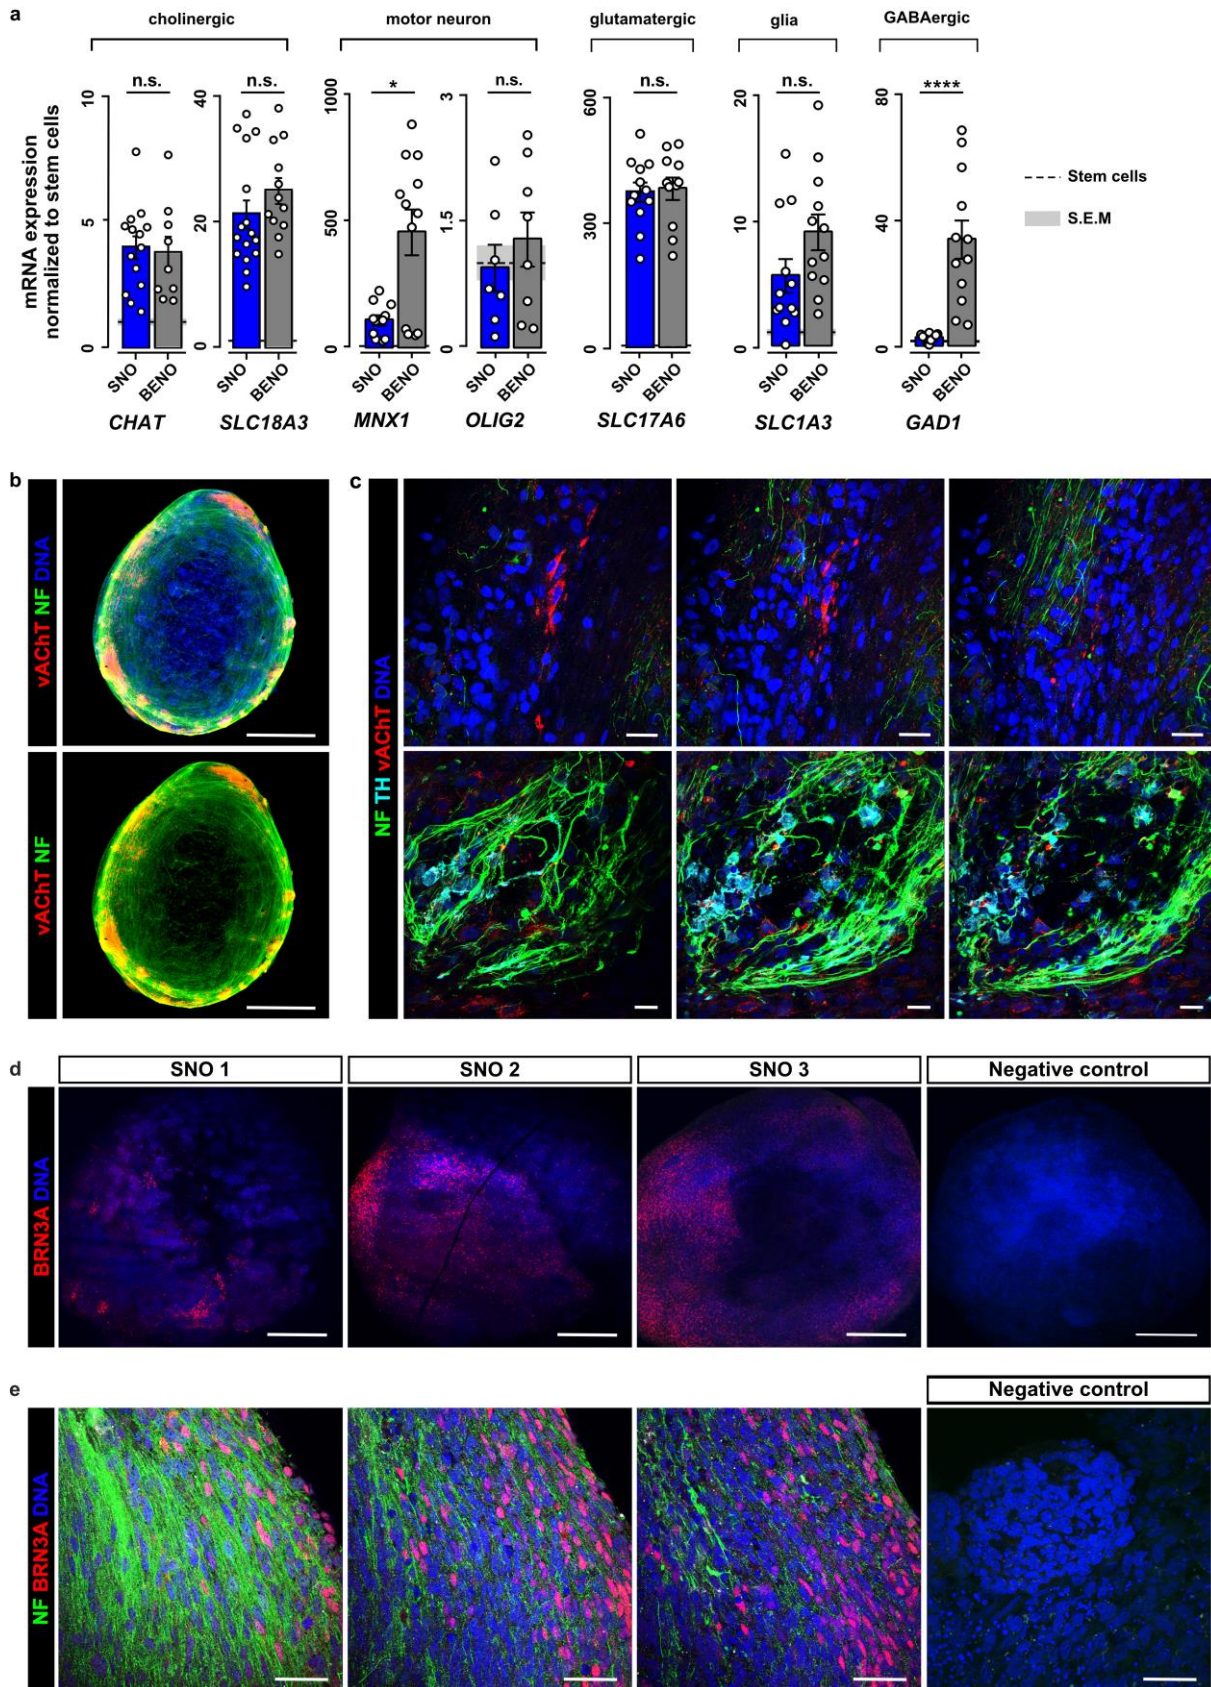 a
cholinergic motor neuron glutamatergic glia GABAergic
n.s. n.s. * n.s. n.s. n.s. ****
mRNA expression
normalized to stem cells
10 5 0
40 20 0
1000 500 0
3 1.5 0
600 300 0
20 10 0
80 40 0
Stem cells
S.E.M
SNO BENO SNO BENO SNO BENO SNO BENO SNO BENO SNO BENO SNO BENO
CHAT SLC18A3 MNX1 OLIG2 SLC17A6 SLC1A3 GAD1
b
vAChT NF DNA
vAChT NF
c
NF TH vAChT DNA
d
SNO 1 SNO 2 SNO 3 Negative control
BRN3A DNA
e
Negative control
NF BRN3A DNA